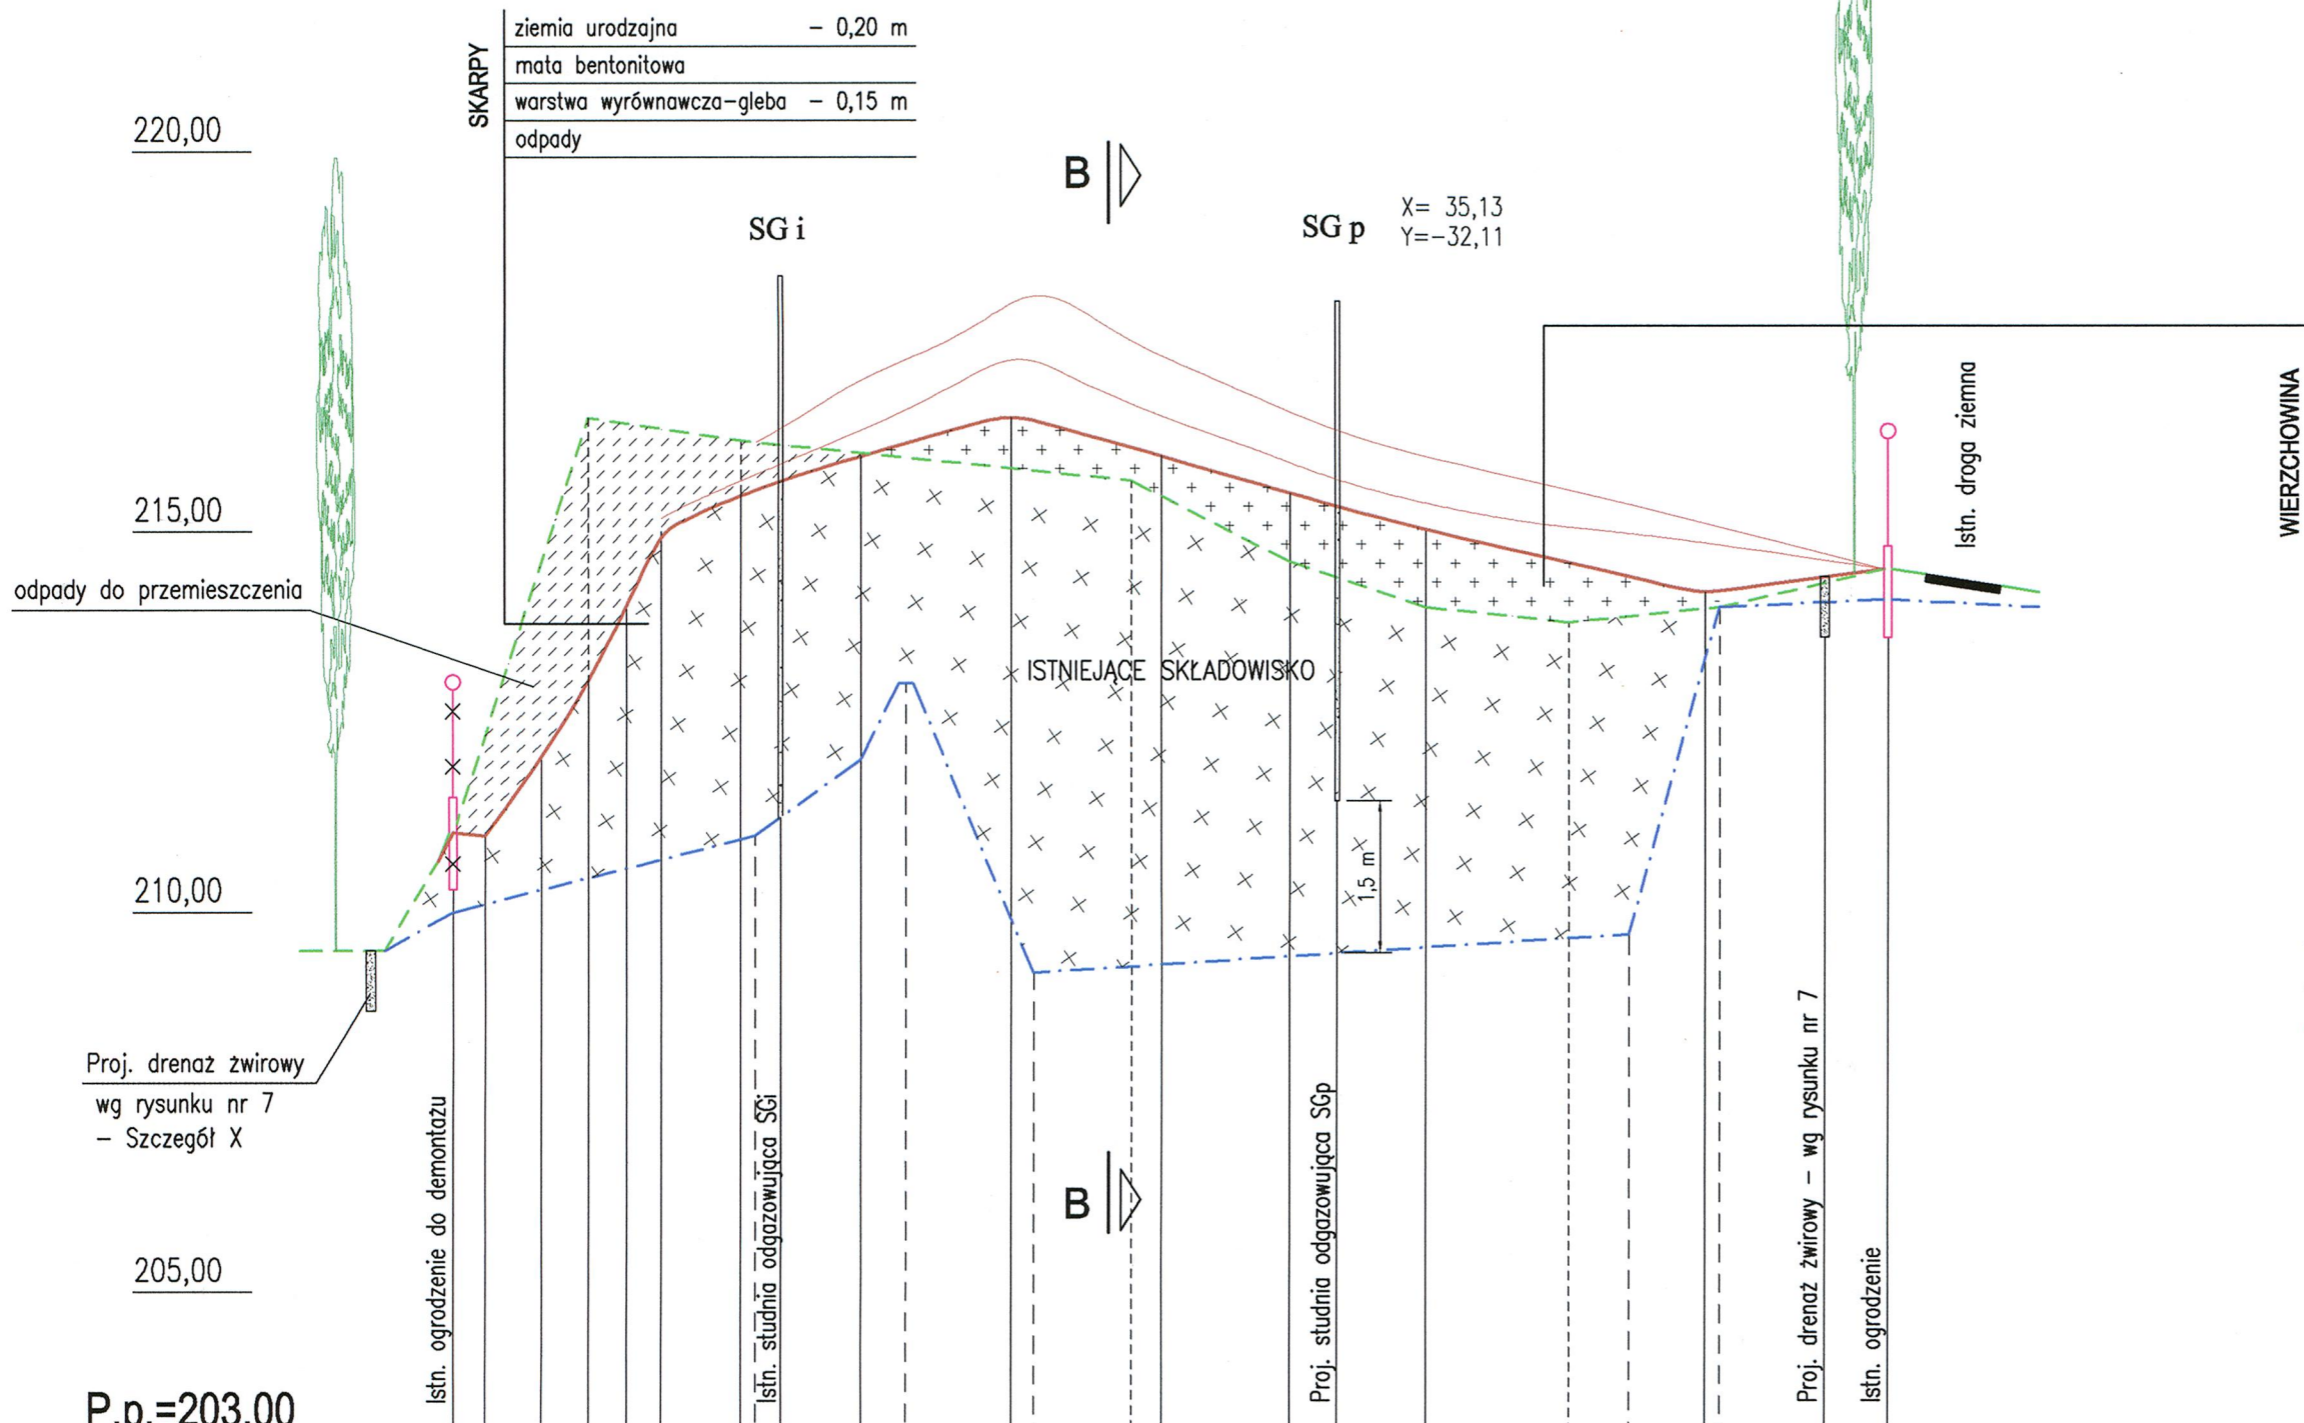 SKARPY
ziemia urodzajna - 0,20 m
mata bentonitowa
warstwa wyrównawcza-gleba - 0,15 m
odpady
220,00
B
SG i
SG p
X= 35,13
Y=-32,11
Istn. droga ziemna
WIERZCHOWINA
215,00
odpady do przemieszczenia
ISTNIEJĄCE SKŁADOWISKO
210,00
1,5 m
Proj. drenaż żwirowy
wg rysunku nr 7
- Szczegół X
Istn. ogrodzenie do demontażu
Istn. studnia odgazowująca SGi
B
Proj. studnia odgazowująca SGp
Proj. drenaż żwirowy - wg rysunku nr 7
Istn. ogrodzenie
205,00
P.p.=203.00